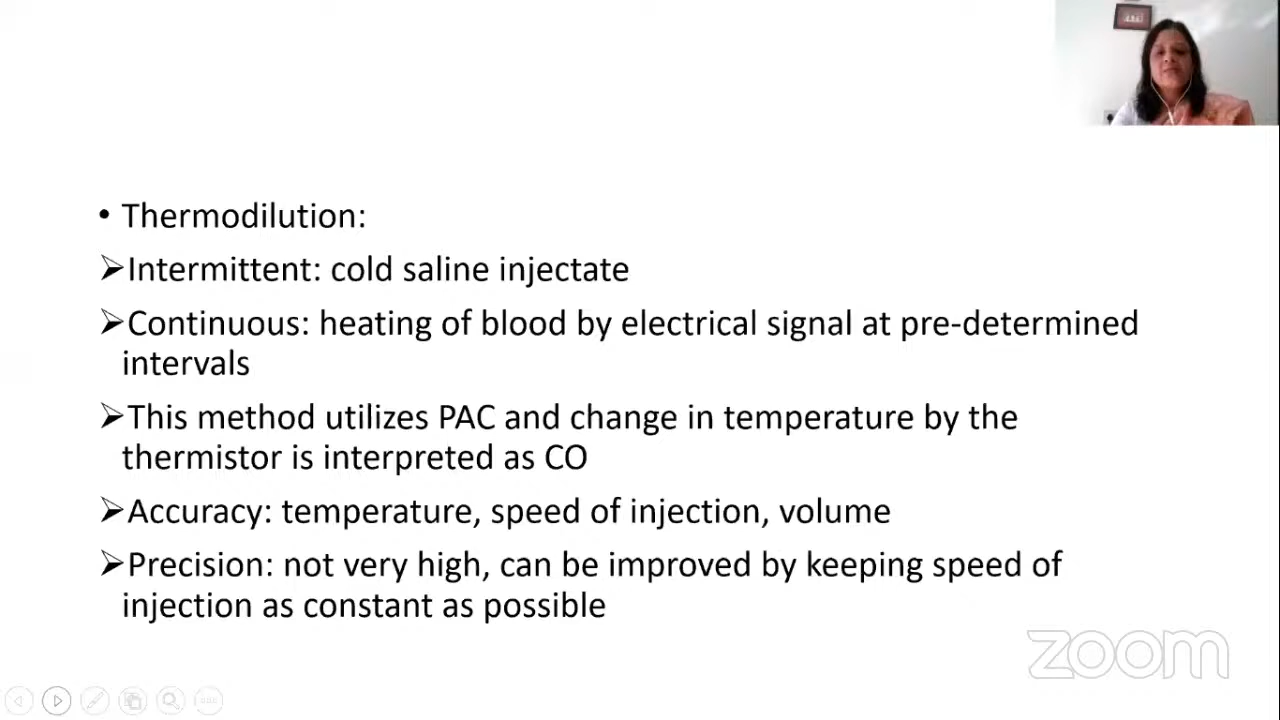 • Thermodilution:
➢Intermittent: cold saline injectate
➢Continuous: heating of blood by electrical signal at pre-determined
intervals
➢This method utilizes PAC and change in temperature by the
thermistor is interpreted as CO
➢Accuracy: temperature, speed of injection, volume
➢Precision: not very high, can be improved by keeping speed of
injection as constant as possible
zoom